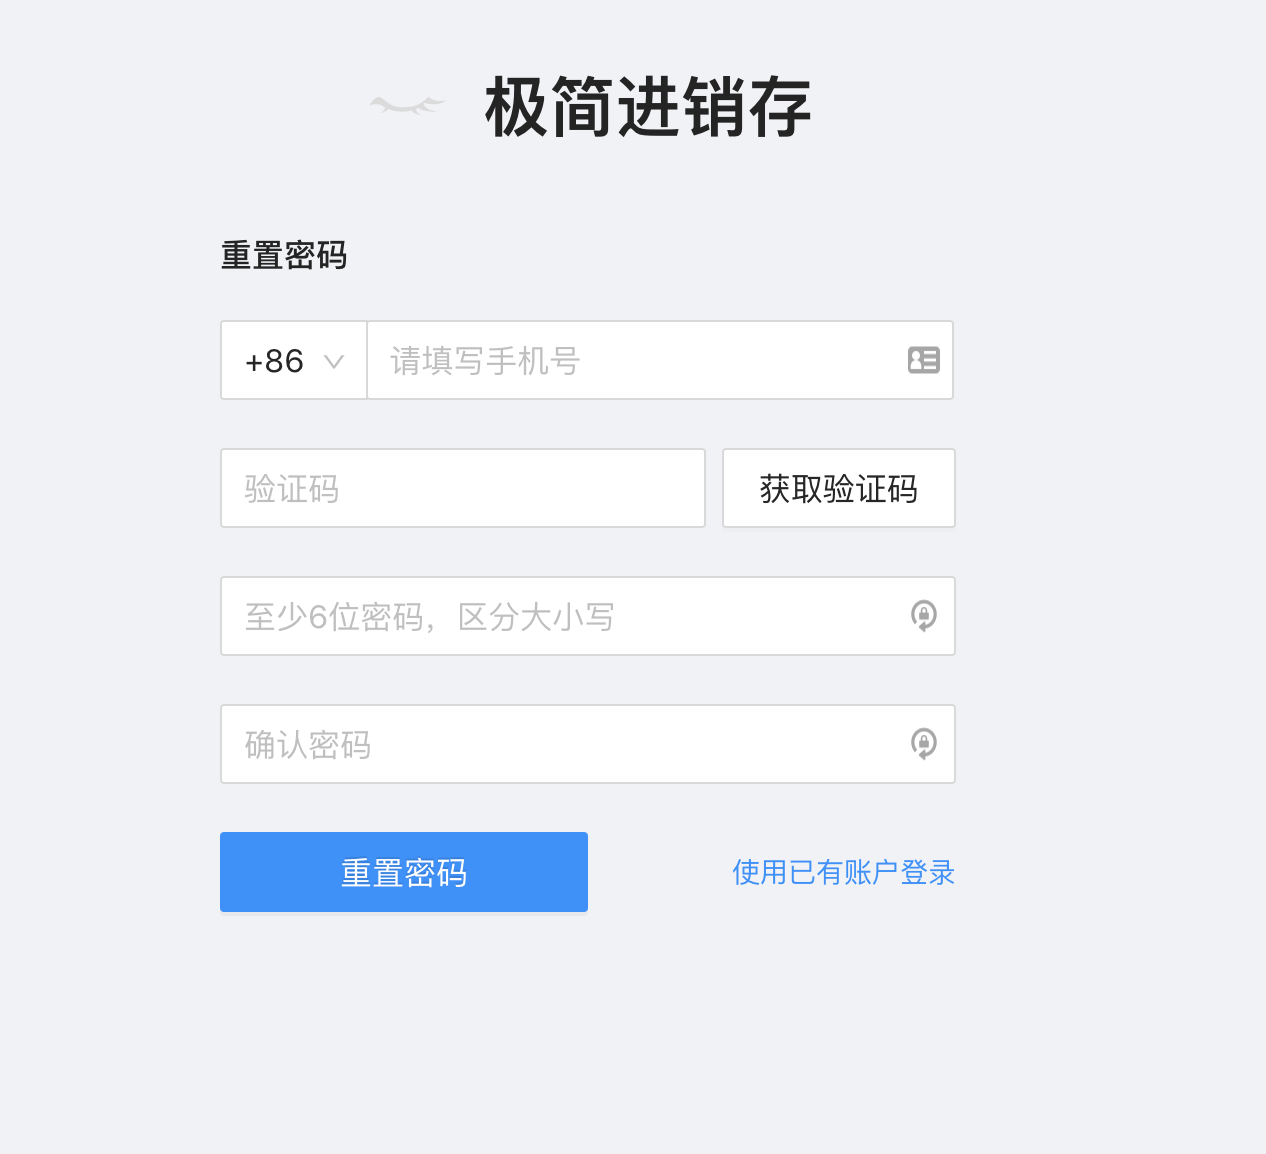 极简进销存
重置密码
+86 请填写手机号
验证码 获取验证码
至少6位密码，区分大小写
确认密码
重置密码 使用已有账户登录